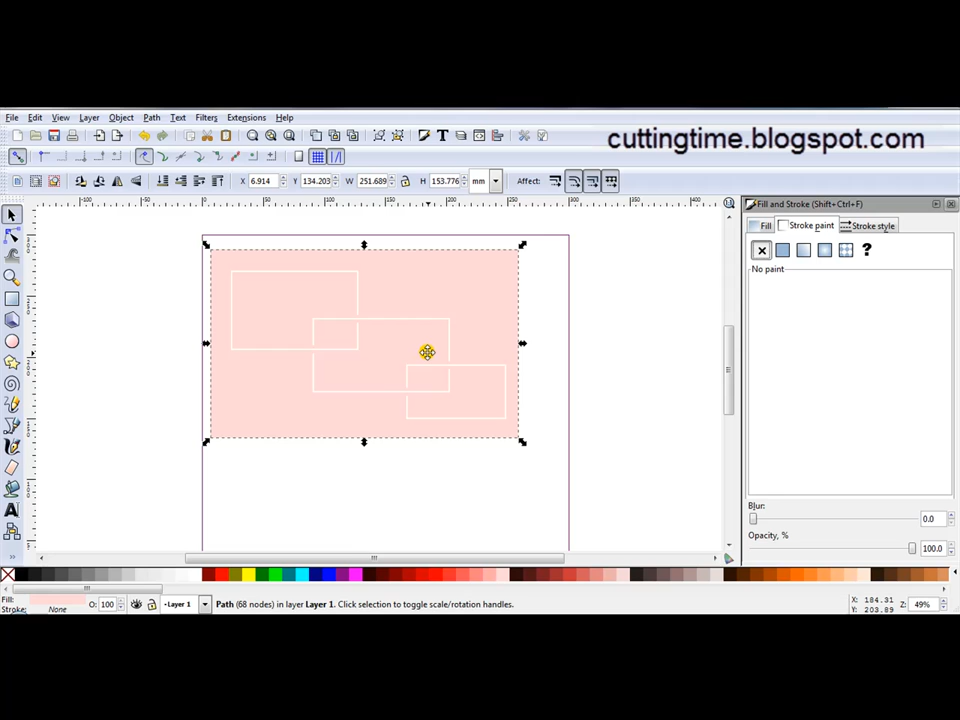 File Edit View Layer Object Path Text Filters Extensions Help
cuttingtime.blogspot.com
X 6.914 Y 134.203 W 251.689 H 153.776 mm Affect:
Fill and Stroke (Shift+Ctrl+F)
Fill Stroke paint Stroke style
No paint
Blur:
0.0
Opacity, %
100.0
Fill:
Stroke: None
O: 100
Layer 1
Path (68 nodes) in layer Layer 1. Click selection to toggle scale/rotation handles.
X: 184.31
Y: 203.89
Z: 49%